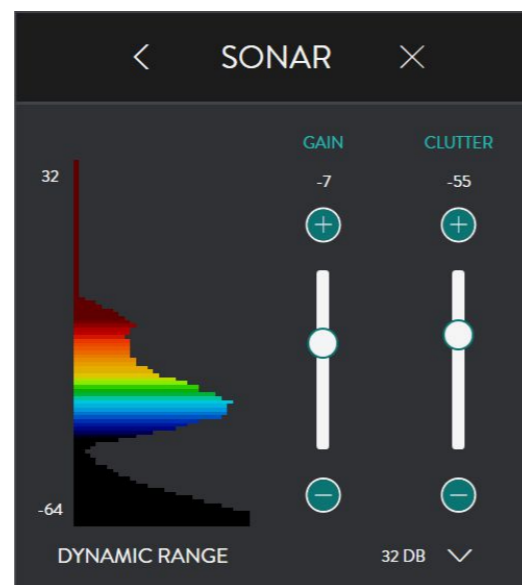 SONAR
GAIN CLUTTER
32 -7 -55
-64
DYNAMIC RANGE 32 DB